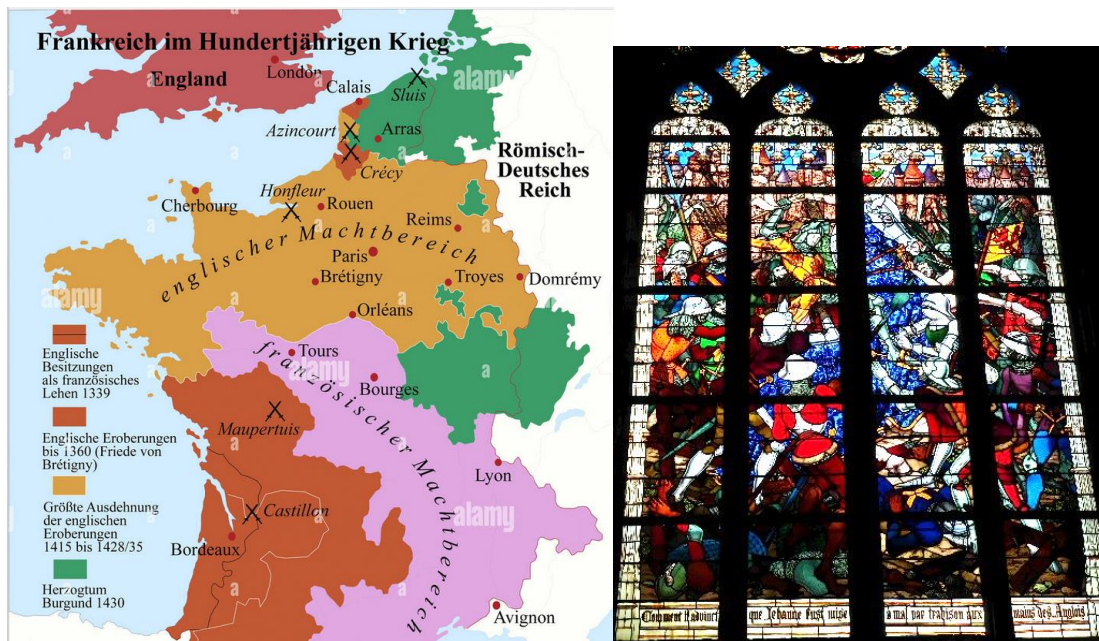 Frankreich im Hundertjährigen Krieg
London
England
Calais
Sluis
Azincourt
Arras
Crécy
Römisch-
Deutsches
Reich
Honfleur
Cherbourg
Rouen
Reims
englischer Machtbereich
Paris
Brétigny
Troyes
Domrémy
Orléans
Tours
französischer Machtbereich
Bourges
Maupertuis
Lyon
Castillon
Bordeaux
Avignon
Englische
Besitzungen
als französisches
Lehen 1339
Englische Eroberungen
bis 1360 (Friede von
Brétigny)
Größte Ausdehnung
der englischen
Eroberungen
1415 bis 1428/35
Herzogtum
Burgund 1430
alamy
alamy
alamy
alamy
a
a
a
a
a
que Jehanne fust mise a mal par trahison aux mains des Anglois